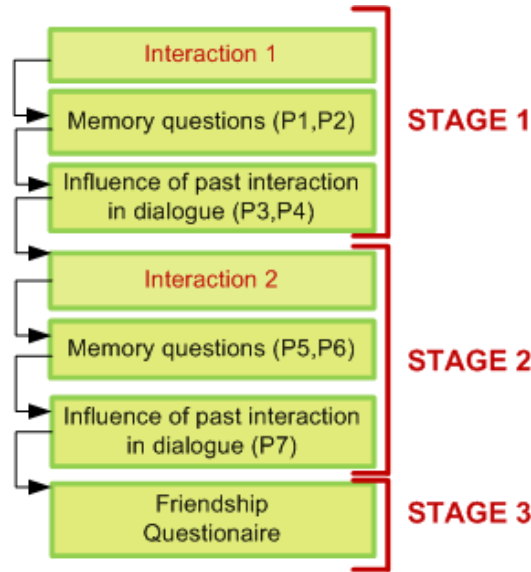 Interaction 1
Memory questions (P1,P2)
Influence of past interaction
in dialogue (P3,P4)
STAGE 1
Interaction 2
Memory questions (P5,P6)
Influence of past interaction
in dialogue (P7)
STAGE 2
Friendship
Questionaire
STAGE 3